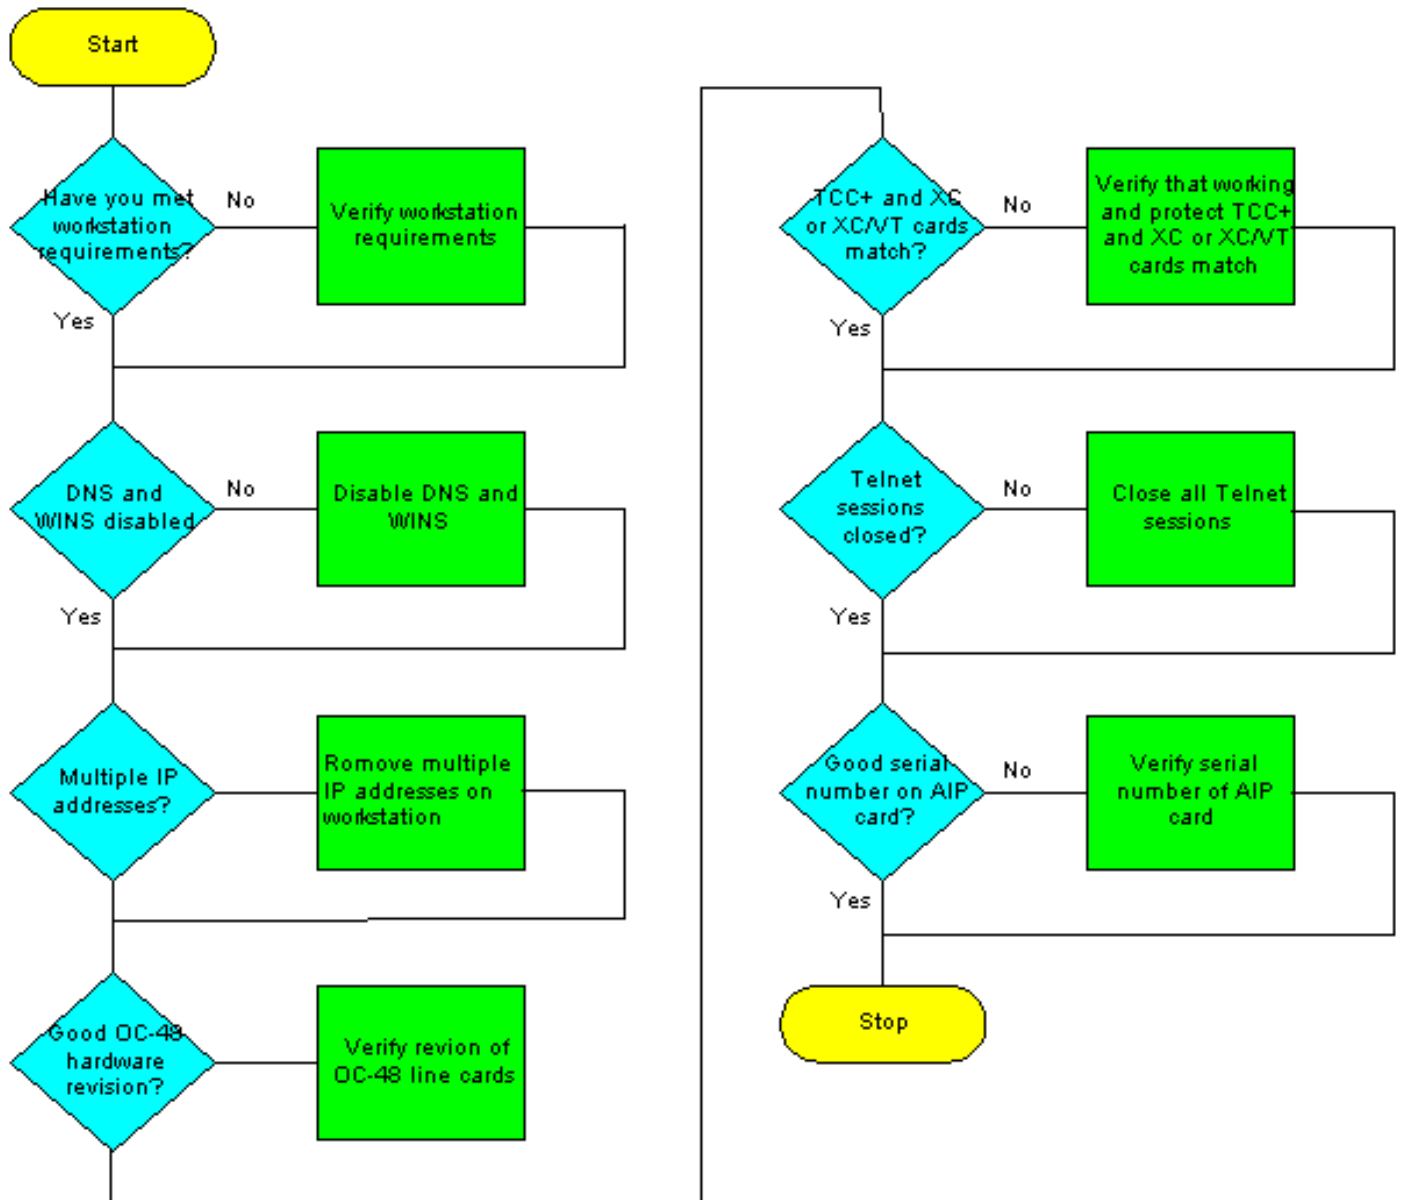 Start
Have you met
workstation
requirements?
No
Verify workstation
requirements
Yes
DNS and
WINS disabled
No
Disable DNS and
WINS
Yes
Multiple IP
addresses?
Romove multiple
IP addresses on
workstation
Good OC-48
hardware
revision?
Verify revion of
OC-48 line cards
TCC+ and XC
or XC/VT cards
match?
No
Verify that working
and protect TCC+
and XC or XC/VT
cards match
Yes
Telnet
sessions
closed?
No
Close all Telnet
sessions
Yes
Good serial
number on AIP
card?
No
Verify serial
number of AIP
card
Yes
Stop